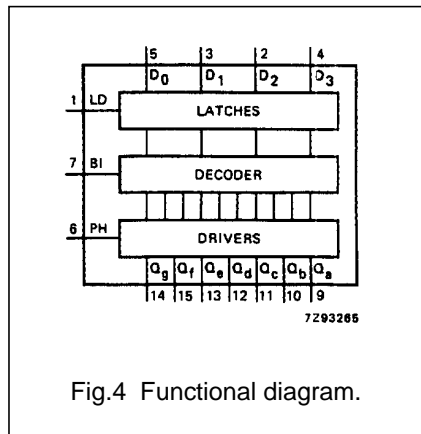 5 3 2 4
D0 D1 D2 D3
1 LD
LATCHES
7 BI
DECODER
6 PH
DRIVERS
Qg Qf Qe Qd Qc Qb Qa
14 15 13 12 11 10 9
7Z93265
Fig.4 Functional diagram.